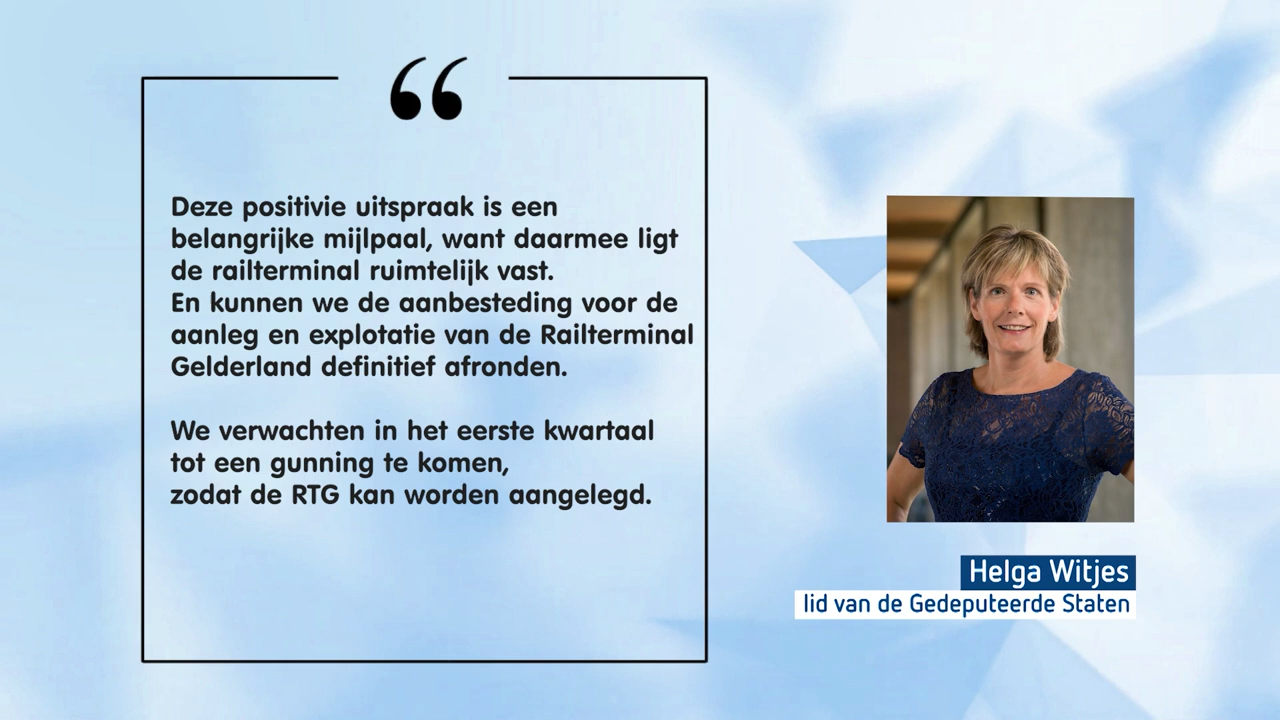 “
Deze positivie uitspraak is een
belangrijke mijlpaal, want daarmee ligt
de railterminal ruimtelijk vast.
En kunnen we de aanbesteding voor de
aanleg en explotatie van de Railterminal
Gelderland definitief afronden.
We verwachten in het eerste kwartaal
tot een gunning te komen,
zodat de RTG kan worden aangelegd.
Helga Witjes
lid van de Gedeputeerde Staten